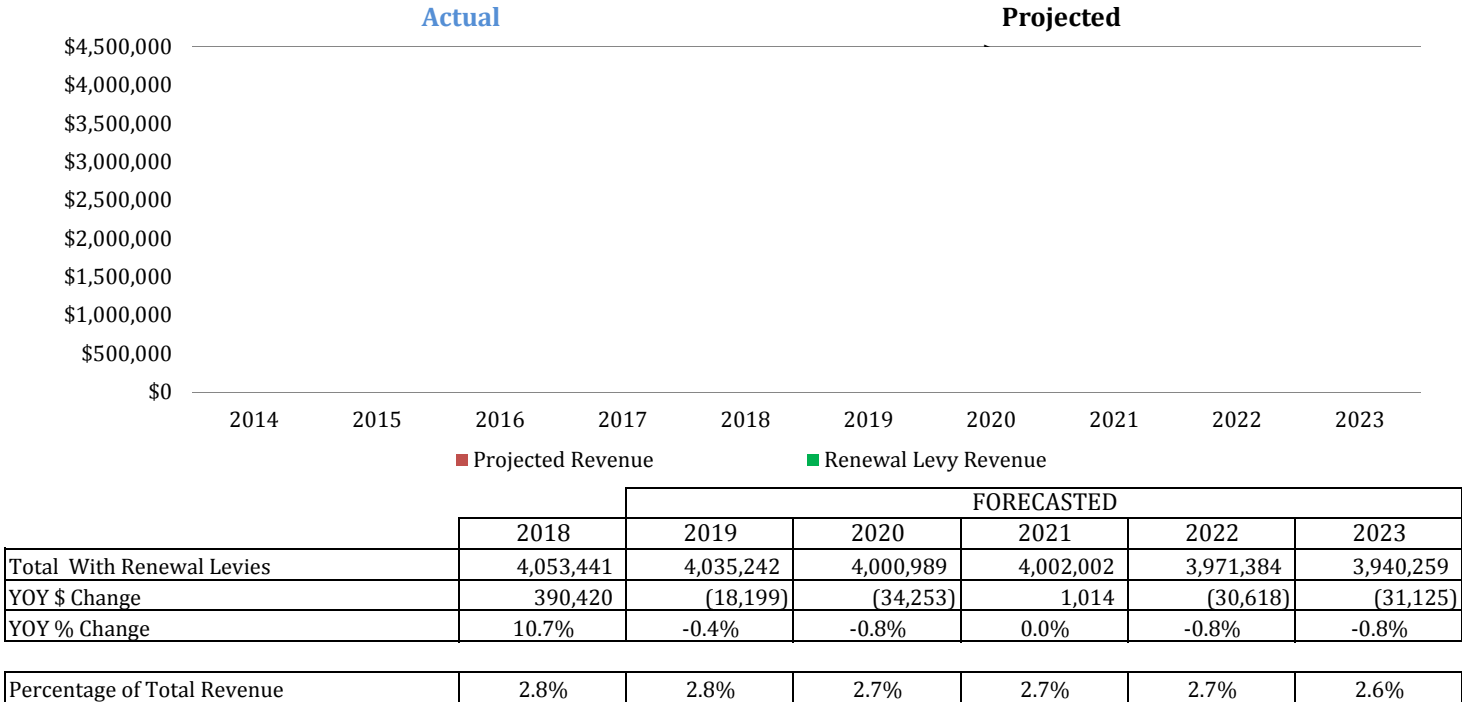 Actual Projected
$4,500,000
$4,000,000
$3,500,000
$3,000,000
$2,500,000
$2,000,000
$1,500,000
$1,000,000
$500,000
$0
2014 2015 2016 2017 2018 2019 2020 2021 2022 2023
Projected Revenue Renewal Levy Revenue
FORECASTED
2018 2019 2020 2021 2022 2023
Total With Renewal Levies 4,053,441 4,035,242 4,000,989 4,002,002 3,971,384 3,940,259
YOY $ Change 390,420 (18,199) (34,253) 1,014 (30,618) (31,125)
YOY % Change 10.7% -0.4% -0.8% 0.0% -0.8% -0.8%
Percentage of Total Revenue 2.8% 2.8% 2.7% 2.7% 2.7% 2.6%